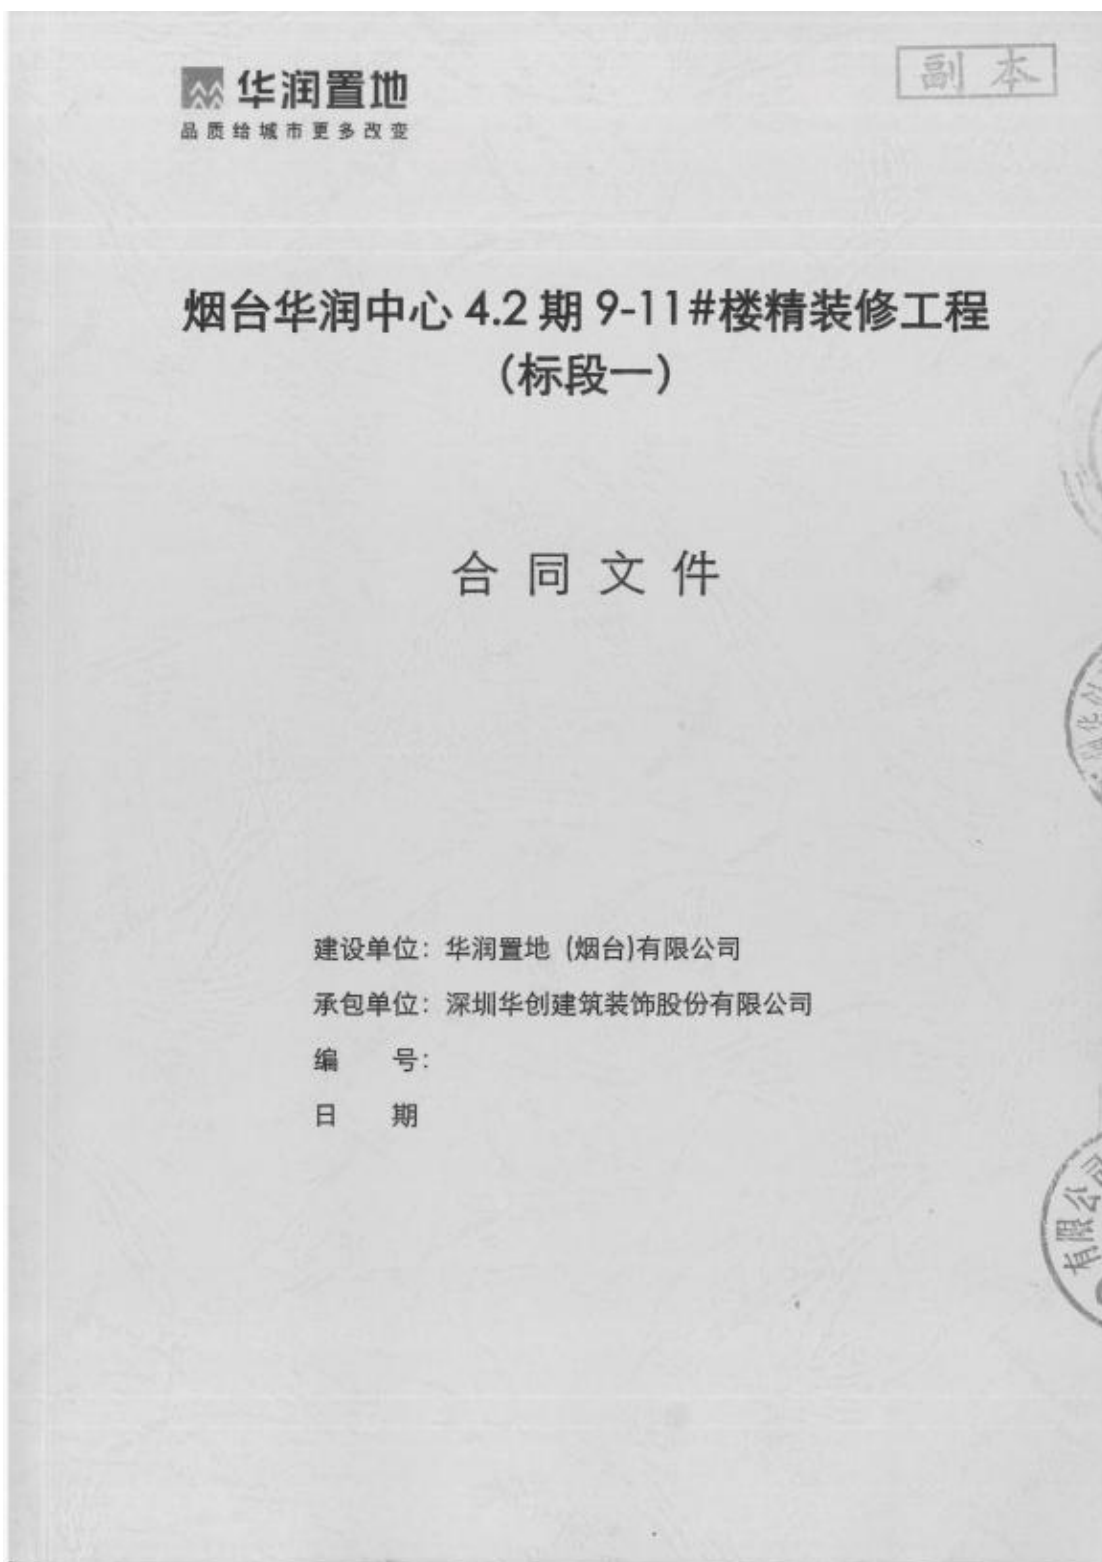 华润置地
品质给城市更多改变
副 本
烟台华润中心 4.2 期 9-11#楼精装修工程
（标段一）
合 同 文 件
建设单位：华润置地 (烟台)有限公司
承包单位：深圳华创建筑装饰股份有限公司
编 号：
日 期
有限公司